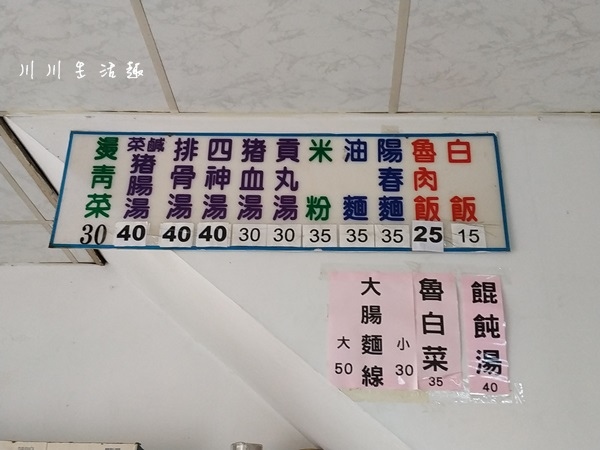 川川生活趣
白飯 15
魯肉飯 25
陽春麵 35
油麵 35
米粉 35
貢丸湯 30
猪血湯 30
四神湯 40
排骨湯 40
鹹菜猪腸湯 40
燙青菜 30
餛飩湯 40
魯白菜 35
大腸麵線 小 30 大 50